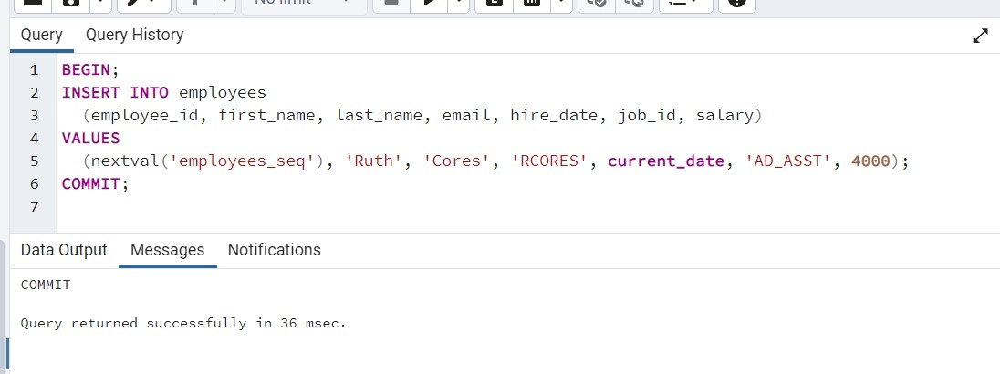 No limit
Query Query History
1 BEGIN;
2 INSERT INTO employees
3 (employee_id, first_name, last_name, email, hire_date, job_id, salary)
4 VALUES
5 (nextval('employees_seq'), 'Ruth', 'Cores', 'RCORES', current_date, 'AD_ASST', 4000);
6 COMMIT;
7
Data Output Messages Notifications
COMMIT
Query returned successfully in 36 msec.